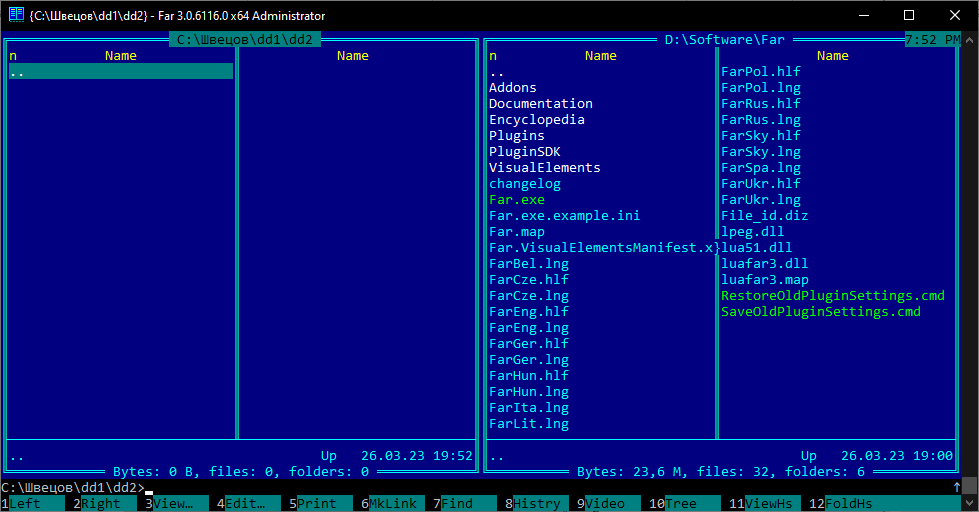 {C:\Швецов\dd1\dd2} - Far 3.0.6116.0 x64 Administrator
C:\Швецов\dd1\dd2
n Name Name
..
.. Up 26.03.23 19:52
Bytes: 0 B, files: 0, folders: 0
D:\Software\Far 7:52 PM
n Name Name
..
Addons
Documentation
Encyclopedia
Plugins
PluginSDK
VisualElements
changelog
Far.exe
Far.exe.example.ini
Far.map
Far.VisualElementsManifest.x}
FarBel.lng
FarCze.hlf
FarCze.lng
FarEng.hlf
FarEng.lng
FarGer.hlf
FarGer.lng
FarHun.hlf
FarHun.lng
FarIta.lng
FarLit.lng
FarPol.hlf
FarPol.lng
FarRus.hlf
FarRus.lng
FarSky.hlf
FarSky.lng
FarSpa.lng
FarUkr.hlf
FarUkr.lng
File_id.diz
lpeg.dll
lua51.dll
luafar3.dll
luafar3.map
RestoreOldPluginSettings.cmd
SaveOldPluginSettings.cmd
.. Up 26.03.23 19:00
Bytes: 23,6 M, files: 32, folders: 6
C:\Швецов\dd1\dd2>
1Left 2Right 3View… 4Edit… 5Print 6MkLink 7Find 8Histry 9Video 10Tree 11ViewHs 12FoldHs